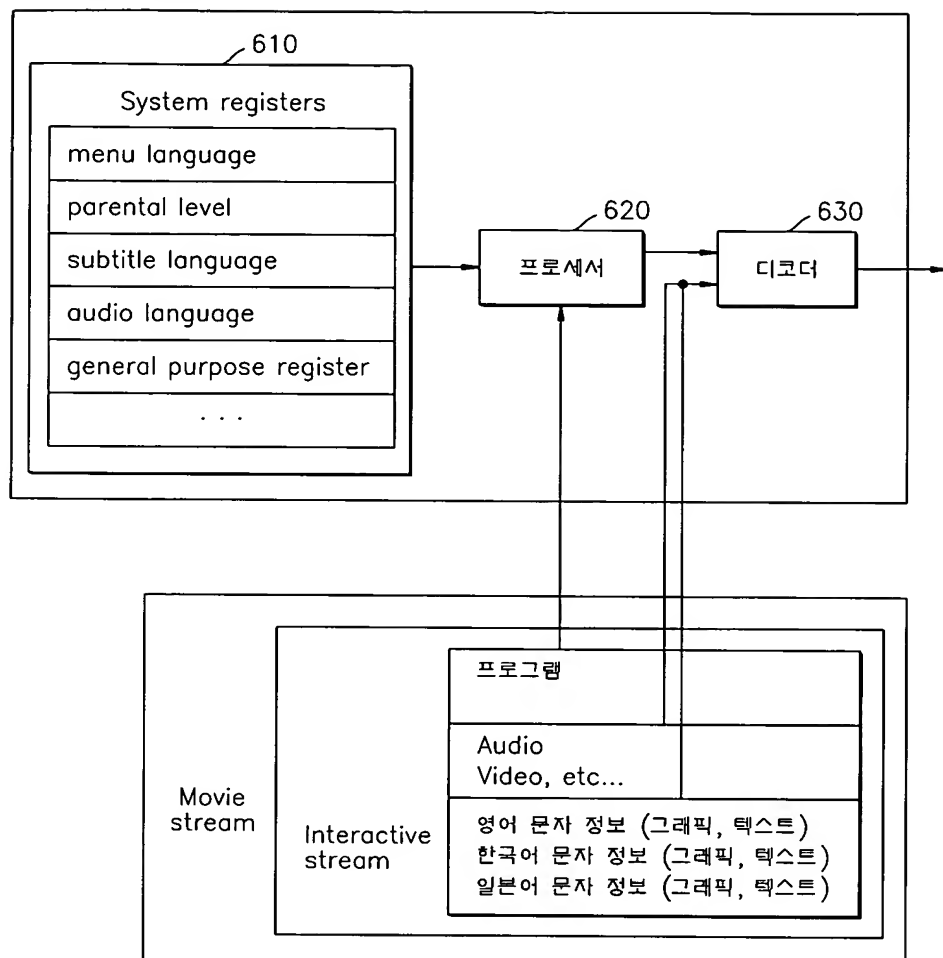 610
System registers
menu language
parental level
subtitle language
audio language
general purpose register
. . .
620
프로세서
630
디코더
Movie
stream
Interactive
stream
프로그램
Audio
Video, etc...
영어 문자 정보 (그래픽, 텍스트)
한국어 문자 정보 (그래픽, 텍스트)
일본어 문자 정보 (그래픽, 텍스트)